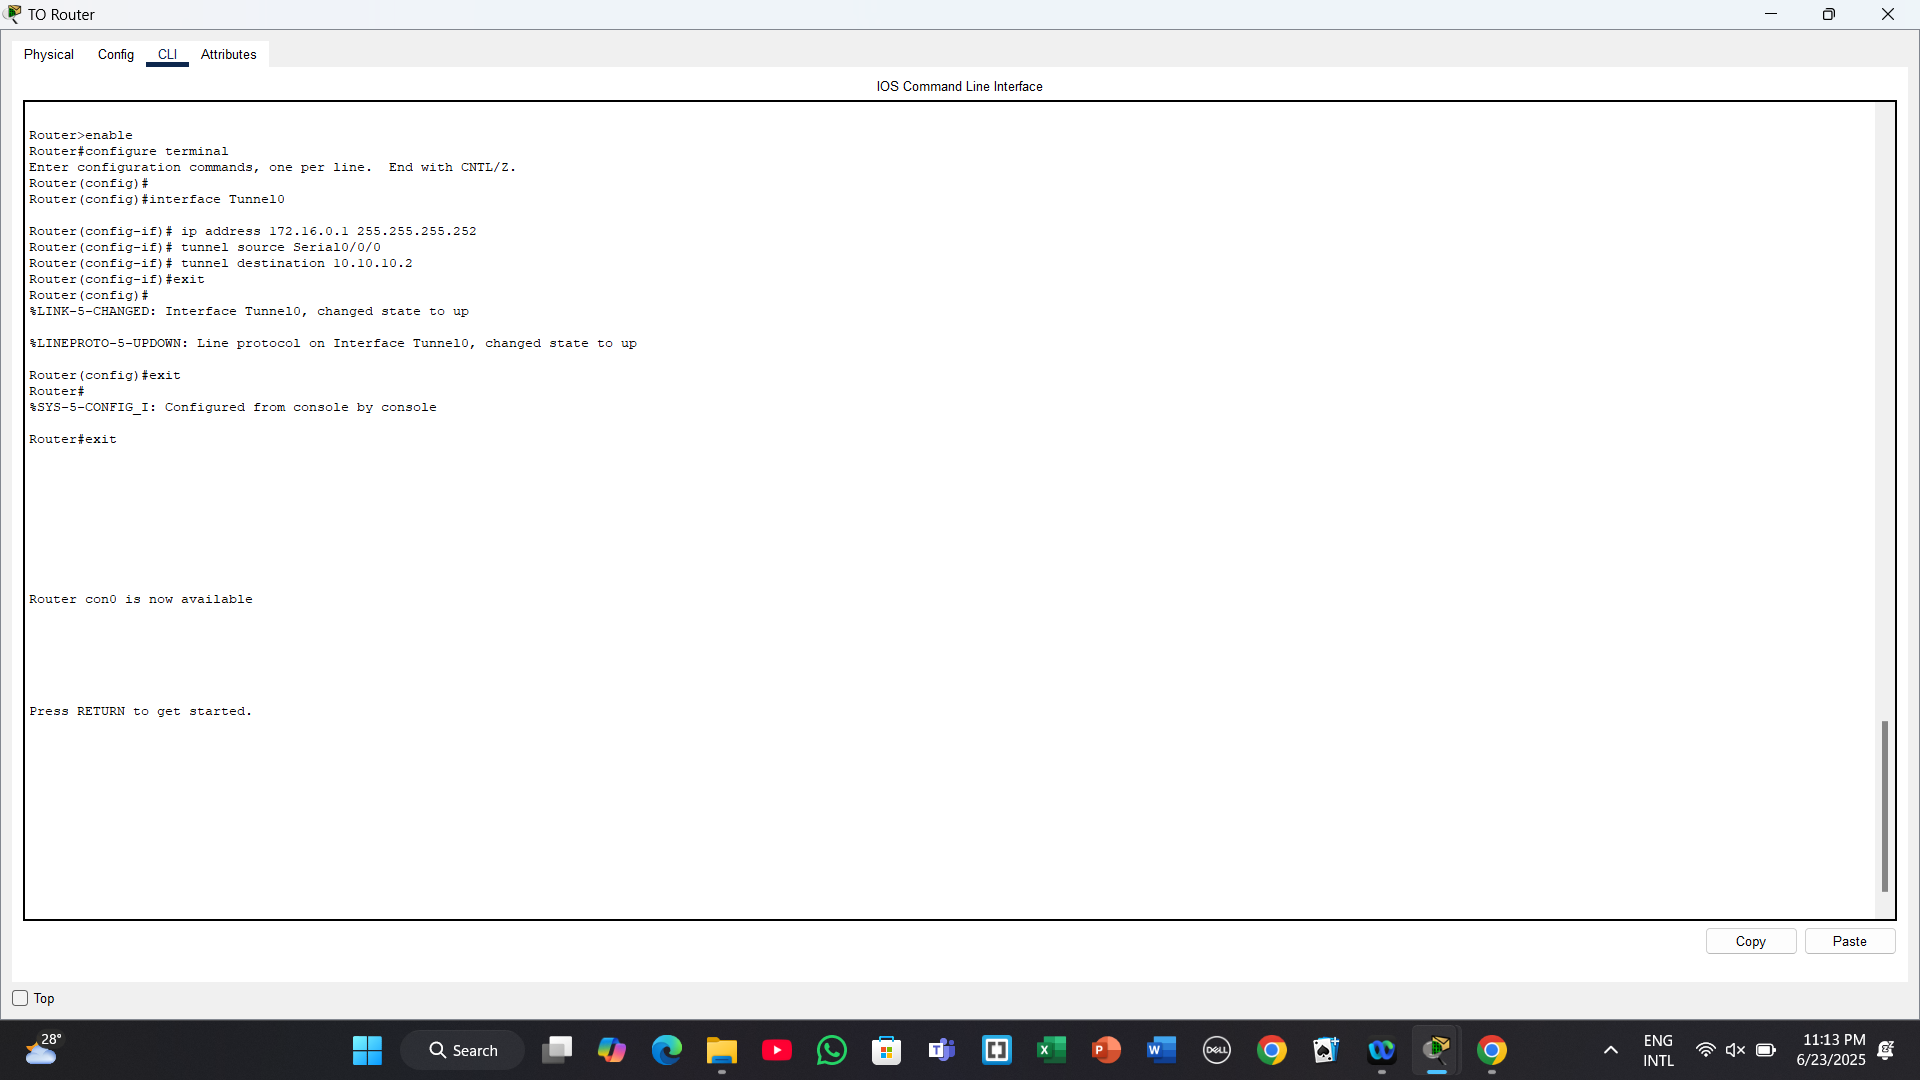 TO Router
Physical Config CLI Attributes
IOS Command Line Interface
Router>enable
Router#configure terminal
Enter configuration commands, one per line.  End with CNTL/Z.
Router(config)#
Router(config)#interface Tunnel0
Router(config-if)# ip address 172.16.0.1 255.255.255.252
Router(config-if)# tunnel source Serial0/0/0
Router(config-if)# tunnel destination 10.10.10.2
Router(config-if)#exit
Router(config)#
%LINK-5-CHANGED: Interface Tunnel0, changed state to up
%LINEPROTO-5-UPDOWN: Line protocol on Interface Tunnel0, changed state to up
Router(config)#exit
Router#
%SYS-5-CONFIG_I: Configured from console by console
Router#exit
Router con0 is now available
Press RETURN to get started.
Copy Paste
Top
28°
Search
DELL
ENG
INTL
11:13 PM
6/23/2025